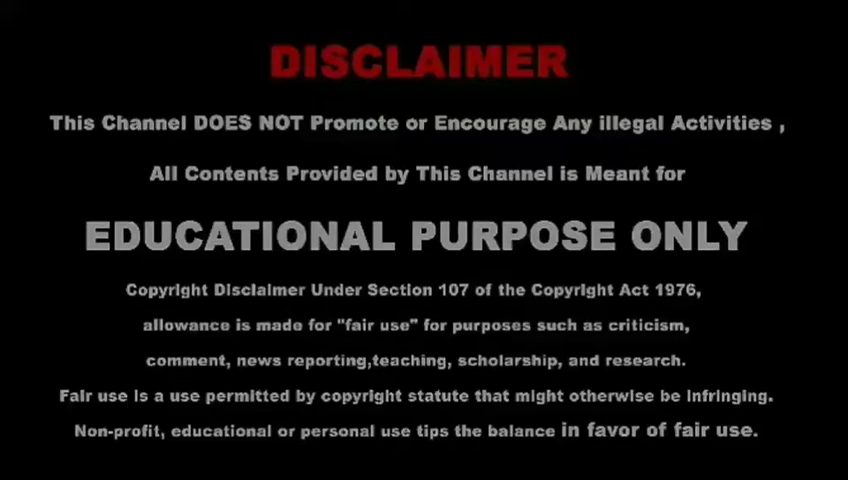 DISCLAIMER
This Channel DOES NOT Promote or Encourage Any illegal Activities ,
All Contents Provided by This Channel is Meant for
EDUCATIONAL PURPOSE ONLY
Copyright Disclaimer Under Section 107 of the Copyright Act 1976,
allowance is made for "fair use" for purposes such as criticism,
comment, news reporting,teaching, scholarship, and research.
Fair use is a use permitted by copyright statute that might otherwise be infringing.
Non-profit, educational or personal use tips the balance in favor of fair use.